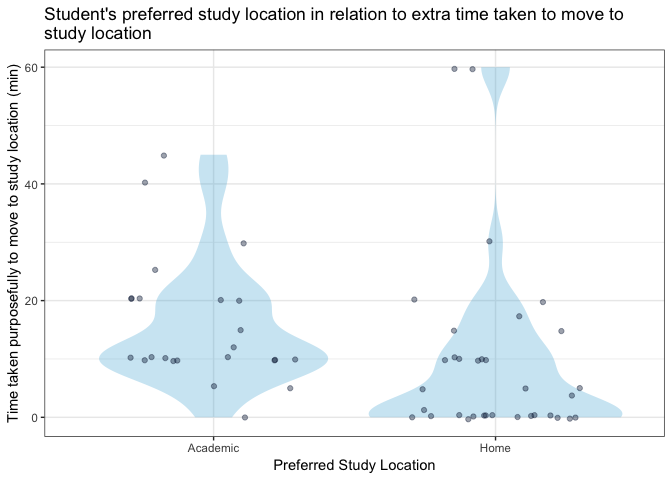 Student's preferred study location in relation to extra time taken to move to
study location
Time taken purposefully to move to study location (min)
60
40
20
0
Academic
Home
Preferred Study Location